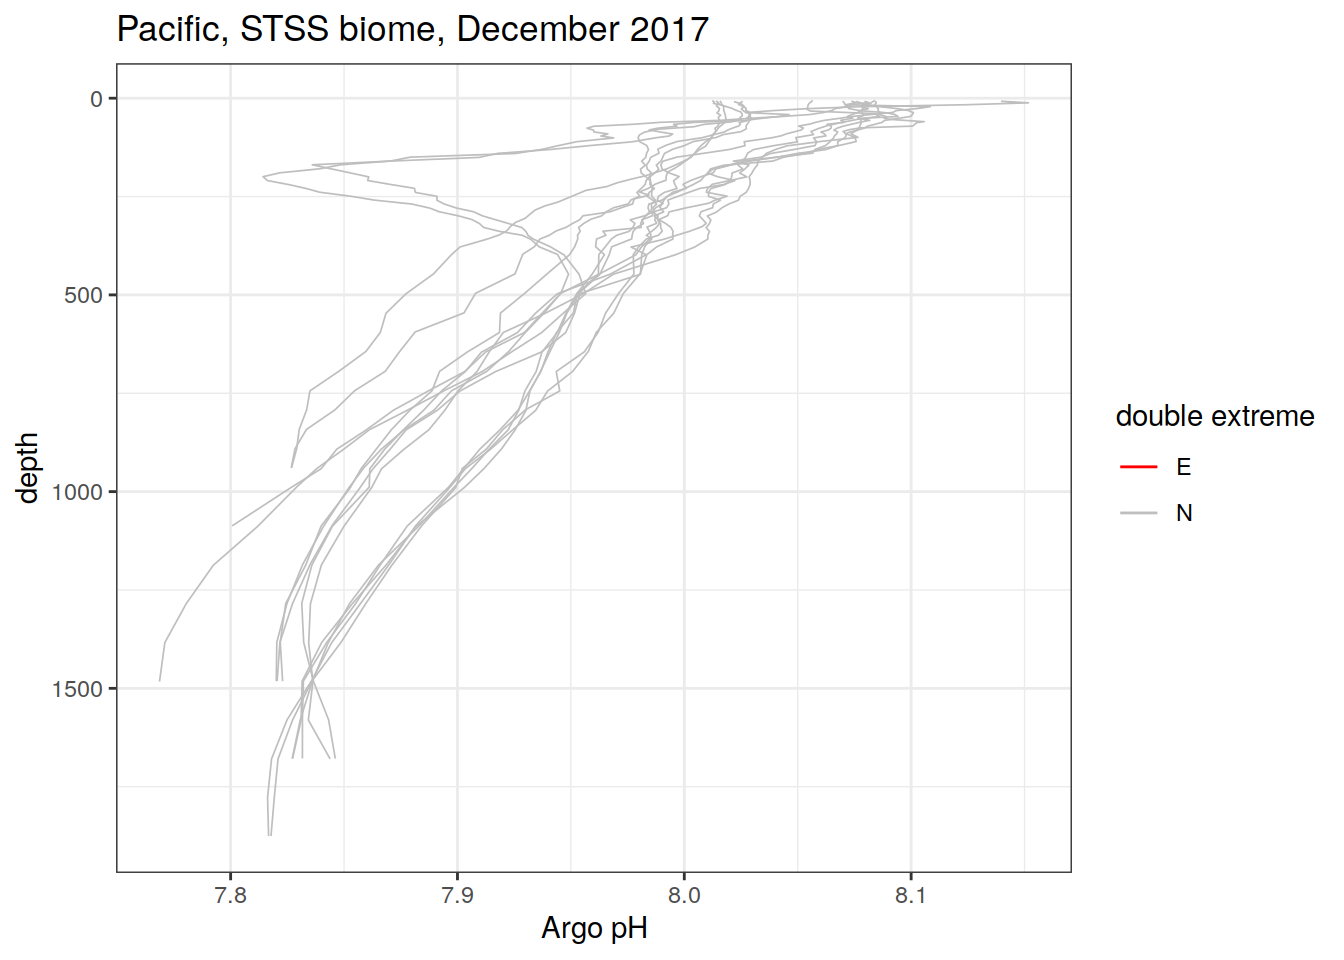 Pacific, STSS biome, December 2017
0
500
1000
1500
depth
7.8
7.9
8.0
8.1
Argo pH
double extreme
E
N